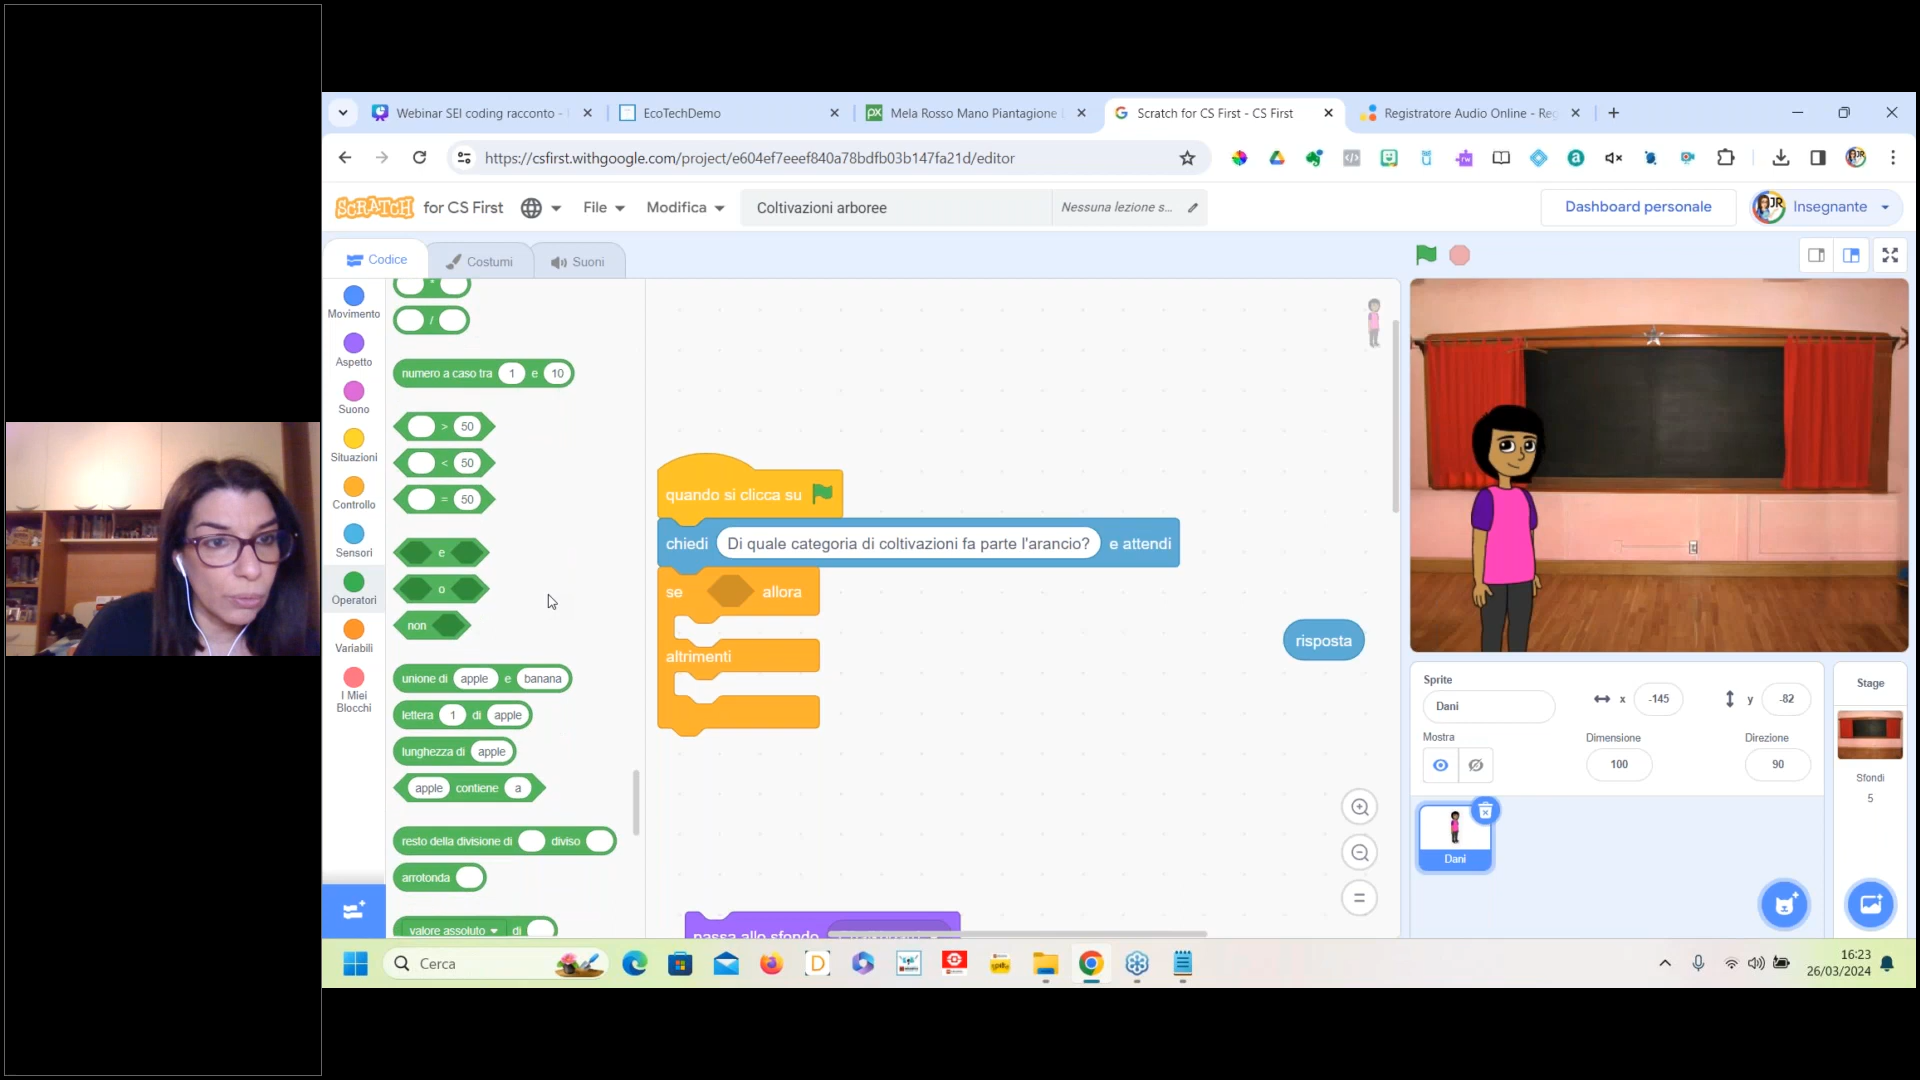 Webinar SEI coding racconto -
EcoTechDemo
Mela Rosso Mano Piantagione
Scratch for CS First - CS First
Registratore Audio Online - Reg
https://csfirst.withgoogle.com/project/e604ef7eeef840a78bdfb03b147fa21d/editor
SCRATCH for CS First
File
Modifica
Coltivazioni arboree
Nessuna lezione s...
Dashboard personale
JR
Insegnante
Codice
Costumi
Suoni
Movimento
Aspetto
Suono
Situazioni
Controllo
Sensori
Operatori
Variabili
I Miei
Blocchi
/
numero a caso tra 1 e 10
> 50
< 50
= 50
e
o
non
unione di apple e banana
lettera 1 di apple
lunghezza di apple
apple contiene a
resto della divisione di diviso
arrotonda
valore assoluto di
quando si clicca su
chiedi Di quale categoria di coltivazioni fa parte l'arancio? e attendi
se allora
altrimenti
risposta
passa allo sfondo
Sprite
Dani
x -145
y -82
Mostra
Dimensione
100
Direzione
90
Dani
Stage
Sfondi
5
Cerca
16:23
26/03/2024